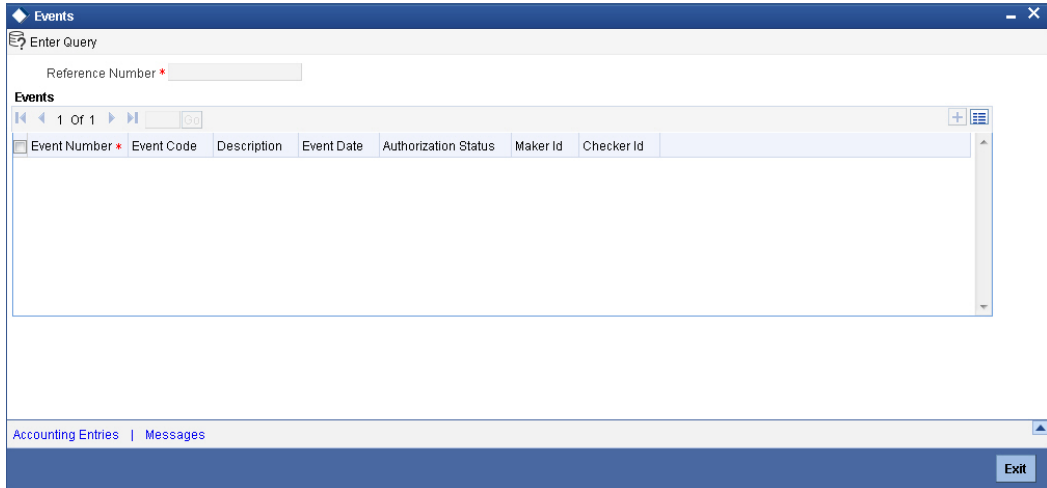 Events
Enter Query
Reference Number *
Events
1 Of 1 Go
Event Number * Event Code Description Event Date Authorization Status Maker Id Checker Id
Accounting Entries | Messages
Exit